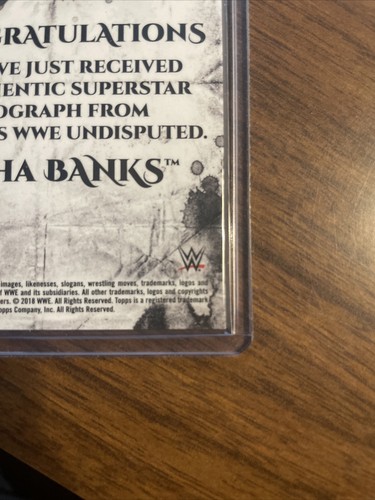 GRATULATIONS
VE JUST RECEIVED
HENTIC SUPERSTAR
OGRAPH FROM
S WWE UNDISPUTED.
HA BANKS™
W
images, likenesses, slogans, wrestling moves, trademarks, logos and
WWE and its subsidiaries. All other trademarks, logos and copyrights
ers. © 2018 WWE. All Rights Reserved. Topps is a registered trademark
opps Company, Inc. All Rights Reserved.